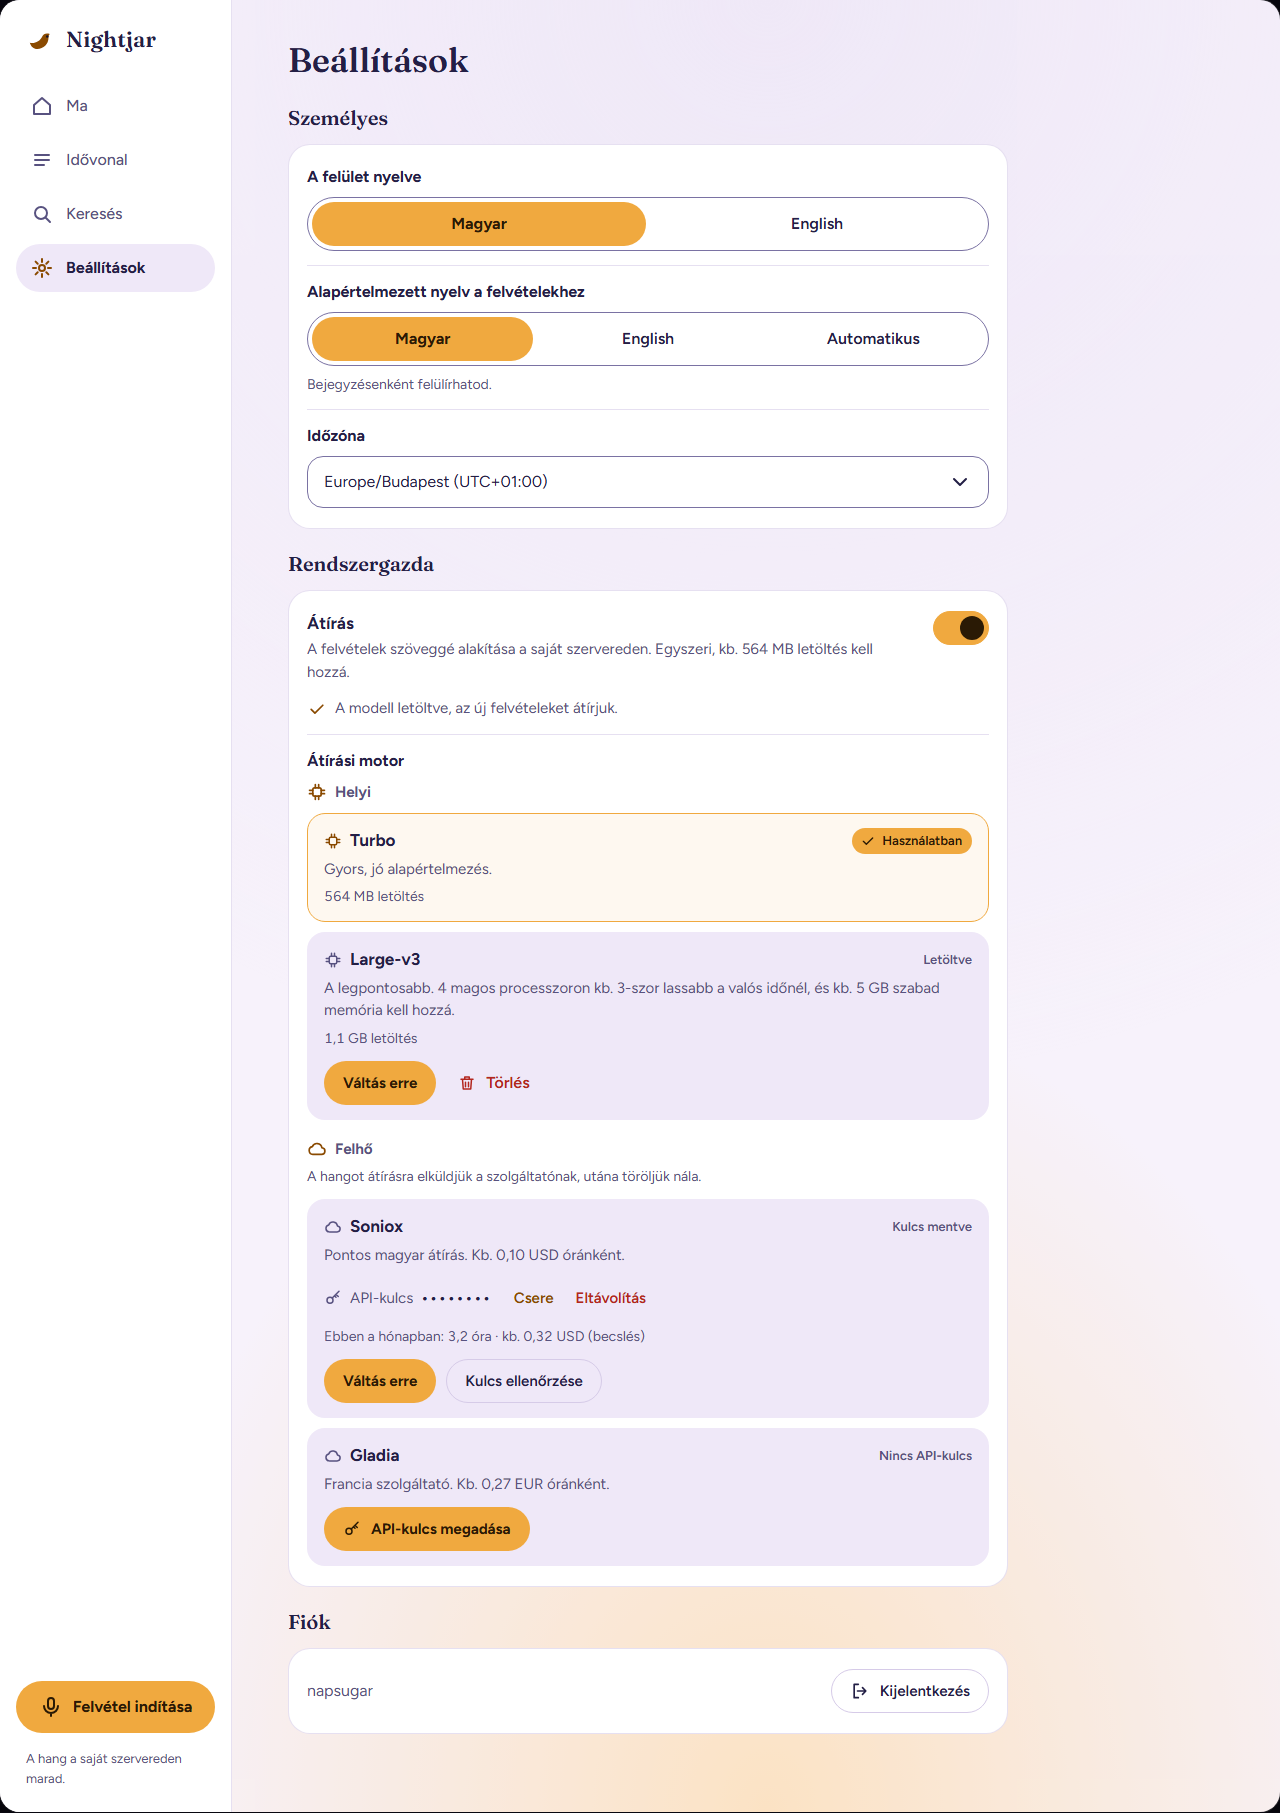 Nightjar
Ma
Idővonal
Keresés
Beállítások
Felvétel indítása
A hang a saját szervereden
marad.
Beállítások
Személyes
A felület nyelve
Magyar English
Alapértelmezett nyelv a felvételekhez
Magyar English Automatikus
Bejegyzésenként felülírhatod.
Időzóna
Europe/Budapest (UTC+01:00)
Rendszergazda
Átírás
A felvételek szöveggé alakítása a saját szervereden. Egyszeri, kb. 564 MB letöltés kell
hozzá.
A modell letöltve, az új felvételeket átírjuk.
Átírási motor
Helyi
Turbo Használatban
Gyors, jó alapértelmezés.
564 MB letöltés
Large-v3 Letöltve
A legpontosabb. 4 magos processzoron kb. 3-szor lassabb a valós időnél, és kb. 5 GB szabad
memória kell hozzá.
1,1 GB letöltés
Váltás erre Törlés
Felhő
A hangot átírásra elküldjük a szolgáltatónak, utána töröljük nála.
Soniox Kulcs mentve
Pontos magyar átírás. Kb. 0,10 USD óránként.
API-kulcs •••••••• Csere Eltávolítás
Ebben a hónapban: 3,2 óra · kb. 0,32 USD (becslés)
Váltás erre Kulcs ellenőrzése
Gladia Nincs API-kulcs
Francia szolgáltató. Kb. 0,27 EUR óránként.
API-kulcs megadása
Fiók
napsugar Kijelentkezés